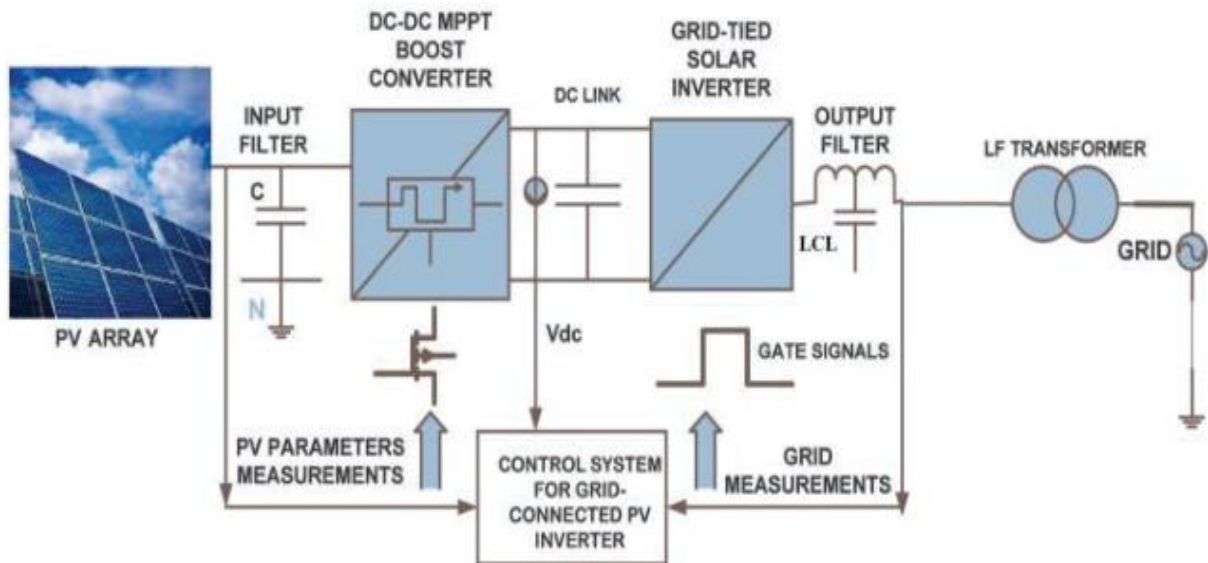 DC-DC MPPT
BOOST
CONVERTER
GRID-TIED
SOLAR
INVERTER
INPUT
FILTER
DC LINK
OUTPUT
FILTER
LF TRANSFORMER
C
LCL
GRID
N
PV ARRAY
Vdc
GATE SIGNALS
PV PARAMETERS
MEASUREMENTS
CONTROL SYSTEM
FOR GRID-
CONNECTED PV
INVERTER
GRID
MEASUREMENTS